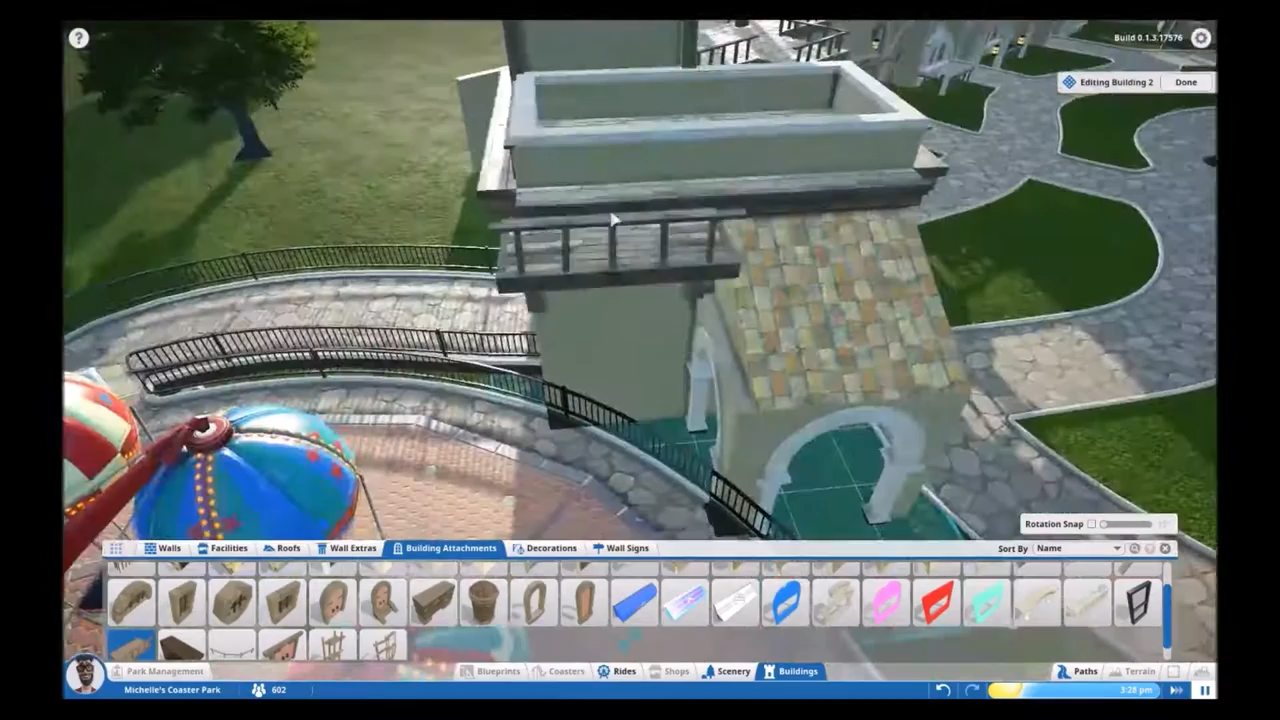 ?
Build 0.1.3.17576
Editing Building 2
Done
Rotation Snap
Walls
Facilities
Roofs
Wall Extras
Building Attachments
Decorations
Wall Signs
Sort By
Name
Park Management
Blueprints
Coasters
Rides
Shops
Scenery
Buildings
Paths
Terrain
Michelle's Coaster Park
602
3:28 pm